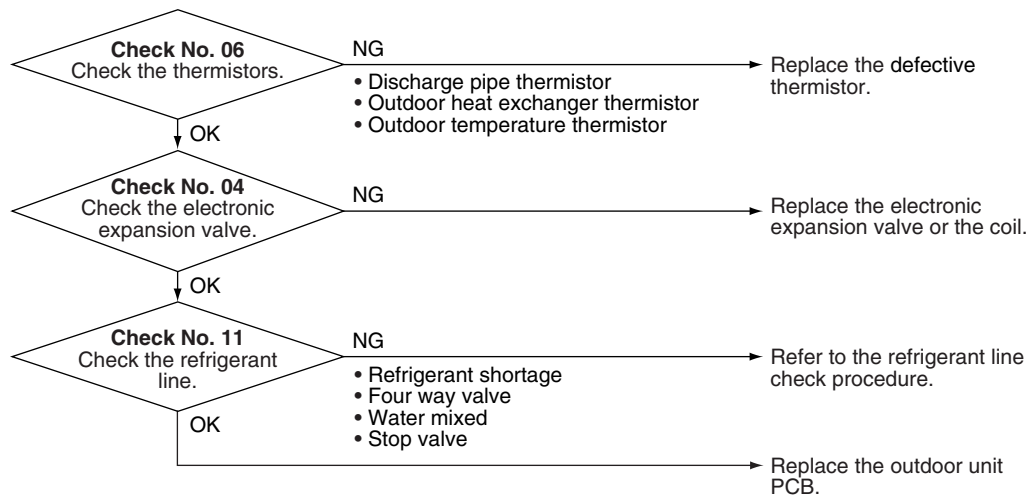 Check No. 06
Check the thermistors.
NG
• Discharge pipe thermistor
• Outdoor heat exchanger thermistor
• Outdoor temperature thermistor
Replace the defective
thermistor.
OK
Check No. 04
Check the electronic
expansion valve.
NG
Replace the electronic
expansion valve or the coil.
OK
Check No. 11
Check the refrigerant
line.
NG
• Refrigerant shortage
• Four way valve
• Water mixed
• Stop valve
Refer to the refrigerant line
check procedure.
OK
Replace the outdoor unit
PCB.